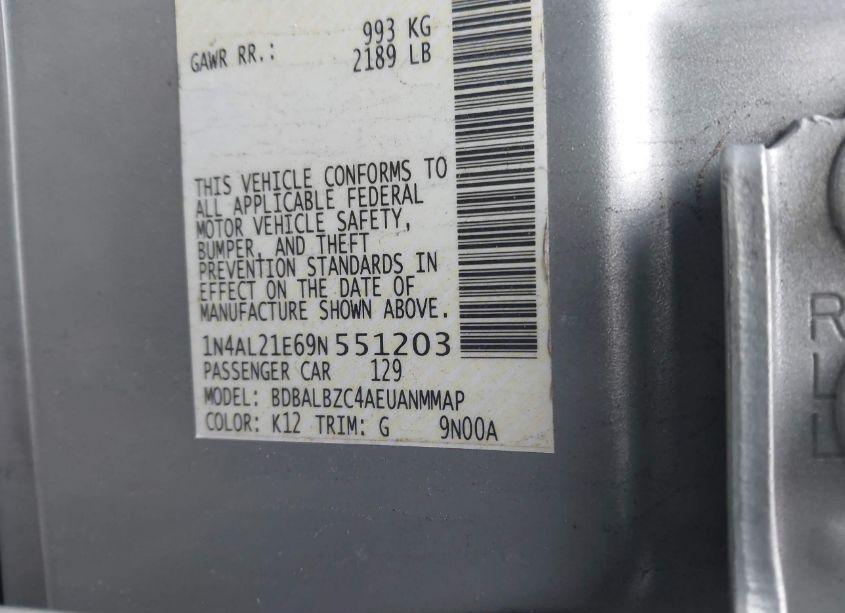 993 KG
GAWR RR.: 2189 LB
THIS VEHICLE CONFORMS TO
ALL APPLICABLE FEDERAL
MOTOR VEHICLE SAFETY,
BUMPER, AND THEFT
PREVENTION STANDARDS IN
EFFECT ON THE DATE OF
MANUFACTURE SHOWN ABOVE.
1N4AL21E69N551203
PASSENGER CAR 129
MODEL: BDBALBZC4AEUANMMAP
COLOR: K12 TRIM: G 9N00A